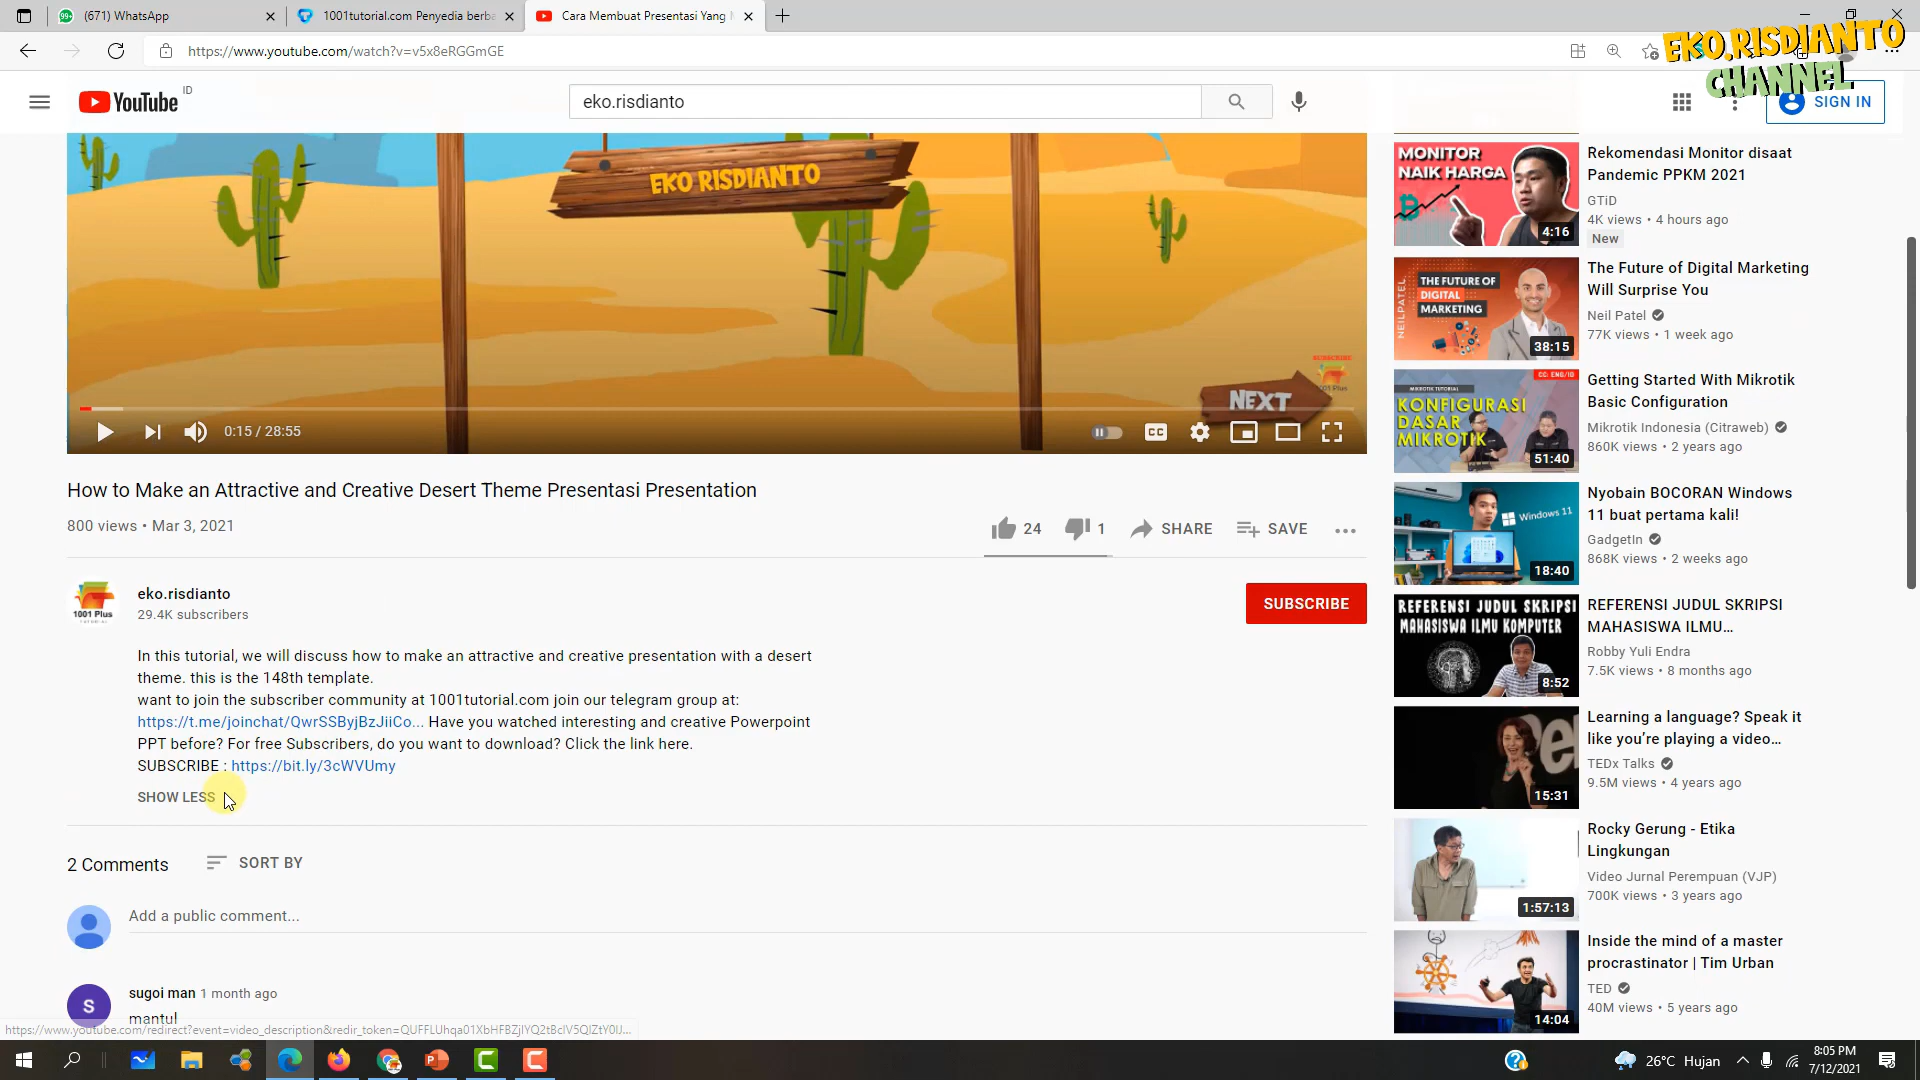 (671) WhatsApp
1001tutorial.com Penyedia berba
Cara Membuat Presentasi Yang M
https://www.youtube.com/watch?v=v5x8eRGGmGE
EKO.RISDIANTO
CHANNEL
YouTube
ID
eko.risdianto
SIGN IN
EKO RISDIANTO
SUBSCRIBE
NEXT
0:15 / 28:55
CC
How to Make an Attractive and Creative Desert Theme Presentasi Presentation
800 views • Mar 3, 2021
24
1
SHARE
SAVE
1001 Plus
TUTORIAL
eko.risdianto
29.4K subscribers
SUBSCRIBE
In this tutorial, we will discuss how to make an attractive and creative presentation with a desert
theme. this is the 148th template.
want to join the subscriber community at 1001tutorial.com join our telegram group at:
https://t.me/joinchat/QwrSSByjBzJiiCo... Have you watched interesting and creative Powerpoint
PPT before? For free Subscribers, do you want to download? Click the link here.
SUBSCRIBE : https://bit.ly/3cWVUmy
SHOW LESS
2 Comments
SORT BY
Add a public comment...
S
sugoi man 1 month ago
mantul
MONITOR
NAIK HARGA
4:16
Rekomendasi Monitor disaat
Pandemic PPKM 2021
GTiD
4K views • 4 hours ago
New
NEILPATEL
THE FUTURE OF
DIGITAL
MARKETING
38:15
The Future of Digital Marketing
Will Surprise You
Neil Patel
77K views • 1 week ago
CC: ENG/ID
MIKROTIK TUTORIAL
KONFIGURASI
DASAR
MIKROTIK
51:40
Getting Started With Mikrotik
Basic Configuration
Mikrotik Indonesia (Citraweb)
860K views • 2 years ago
Windows 11
18:40
Nyobain BOCORAN Windows
11 buat pertama kali!
GadgetIn
868K views • 2 weeks ago
REFERENSI JUDUL SKRIPSI
MAHASISWA ILMU KOMPUTER
8:52
REFERENSI JUDUL SKRIPSI
MAHASISWA ILMU...
Robby Yuli Endra
7.5K views • 8 months ago
15:31
Learning a language? Speak it
like you’re playing a video...
TEDx Talks
9.5M views • 4 years ago
1:57:13
Rocky Gerung - Etika
Lingkungan
Video Jurnal Perempuan (VJP)
700K views • 3 years ago
14:04
Inside the mind of a master
procrastinator | Tim Urban
TED
40M views • 5 years ago
26°C Hujan
8:05 PM
7/12/2021